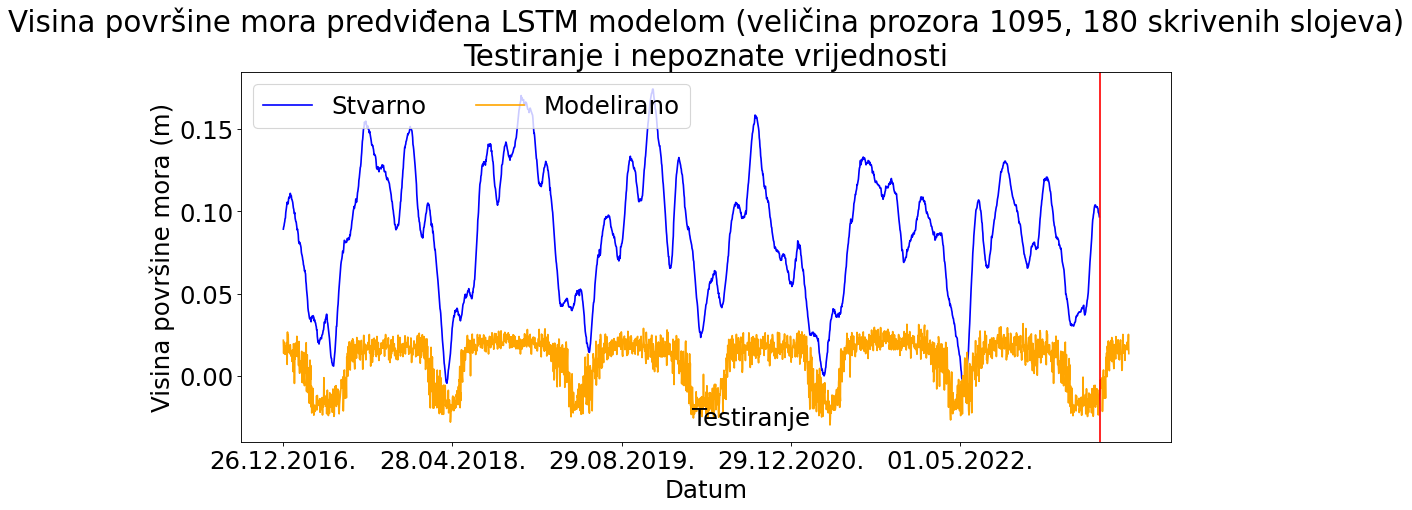 Visina površine mora predviđena LSTM modelom (veličina prozora 1095, 180 skrivenih slojeva)
Testiranje i nepoznate vrijednosti
Stvarno Modelirano
Visina površine mora (m)
0.15
0.10
0.05
0.00
Testiranje
26.12.2016. 28.04.2018. 29.08.2019. 29.12.2020. 01.05.2022.
Datum